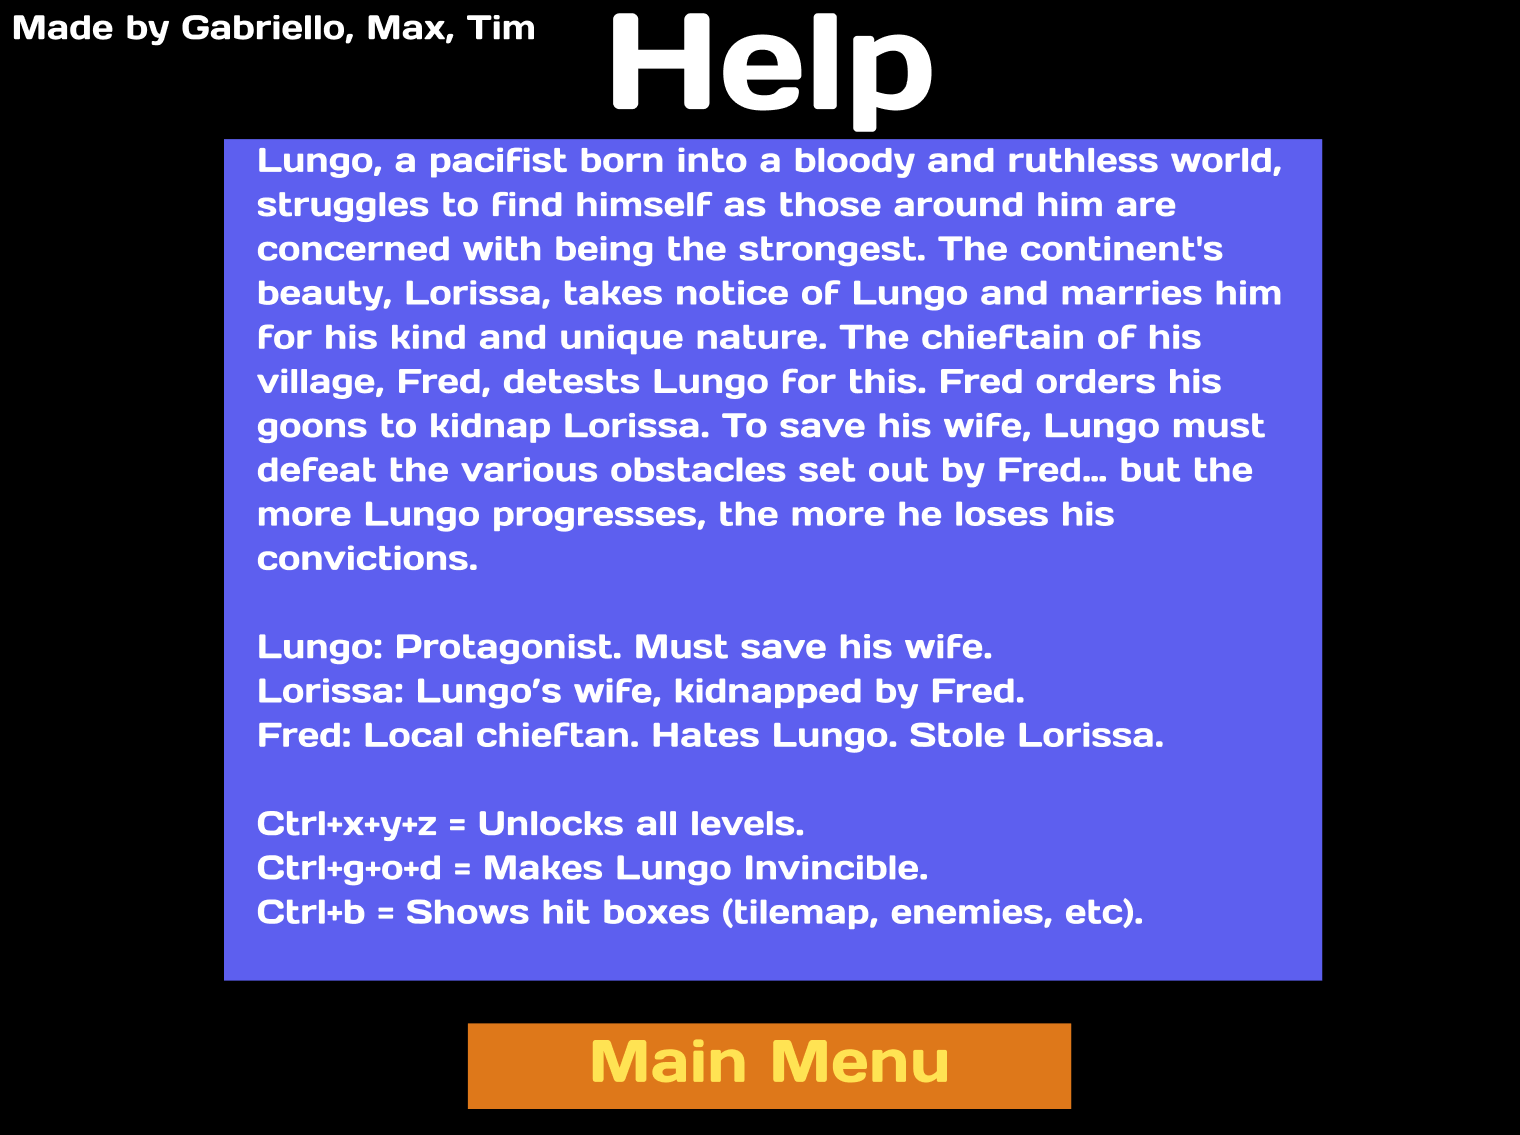 Made by Gabriello, Max, Tim
Help
Lungo, a pacifist born into a bloody and ruthless world,
struggles to find himself as those around him are
concerned with being the strongest. The continent's
beauty, Lorissa, takes notice of Lungo and marries him
for his kind and unique nature. The chieftain of his
village, Fred, detests Lungo for this. Fred orders his
goons to kidnap Lorissa. To save his wife, Lungo must
defeat the various obstacles set out by Fred... but the
more Lungo progresses, the more he loses his
convictions.
Lungo: Protagonist. Must save his wife.
Lorissa: Lungo’s wife, kidnapped by Fred.
Fred: Local chieftan. Hates Lungo. Stole Lorissa.
Ctrl+x+y+z = Unlocks all levels.
Ctrl+g+o+d = Makes Lungo Invincible.
Ctrl+b = Shows hit boxes (tilemap, enemies, etc).
Main Menu